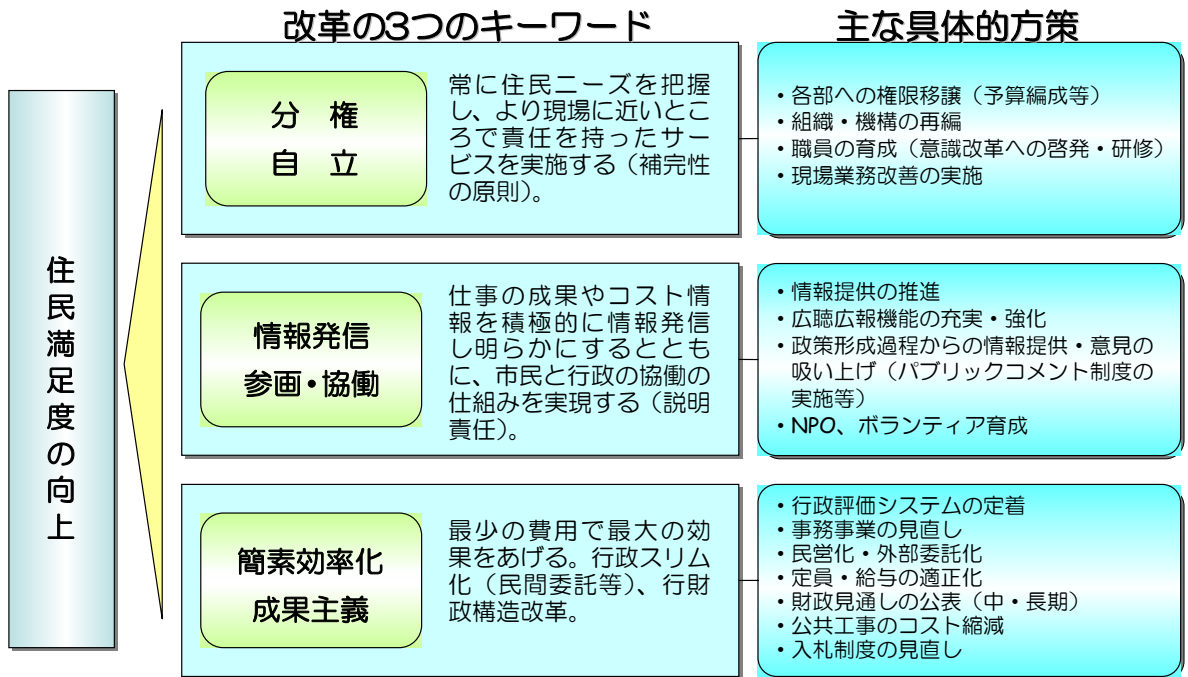 改革の3つのキーワード
主な具体的方策
住民満足度の向上
分 権
自 立
常に住民ニーズを把握
し、より現場に近いとこ
ろで責任を持ったサー
ビスを実施する（補完性
の原則）。
・各部への権限移譲（予算編成等）
・組織・機構の再編
・職員の育成（意識改革への啓発・研修）
・現場業務改善の実施
情報発信
参画・協働
仕事の成果やコスト情
報を積極的に情報発信
し明らかにするととも
に、市民と行政の協働の
仕組みを実現する（説明
責任）。
・情報提供の推進
・広聴広報機能の充実・強化
・政策形成過程からの情報提供・意見の
吸い上げ（パブリックコメント制度の
実施等）
・NPO、ボランティア育成
簡素効率化
成果主義
最少の費用で最大の効
果をあげる。行政スリム
化（民間委託等）、行財
政構造改革。
・行政評価システムの定着
・事務事業の見直し
・民営化・外部委託化
・定員・給与の適正化
・財政見通しの公表（中・長期）
・公共工事のコスト縮減
・入札制度の見直し